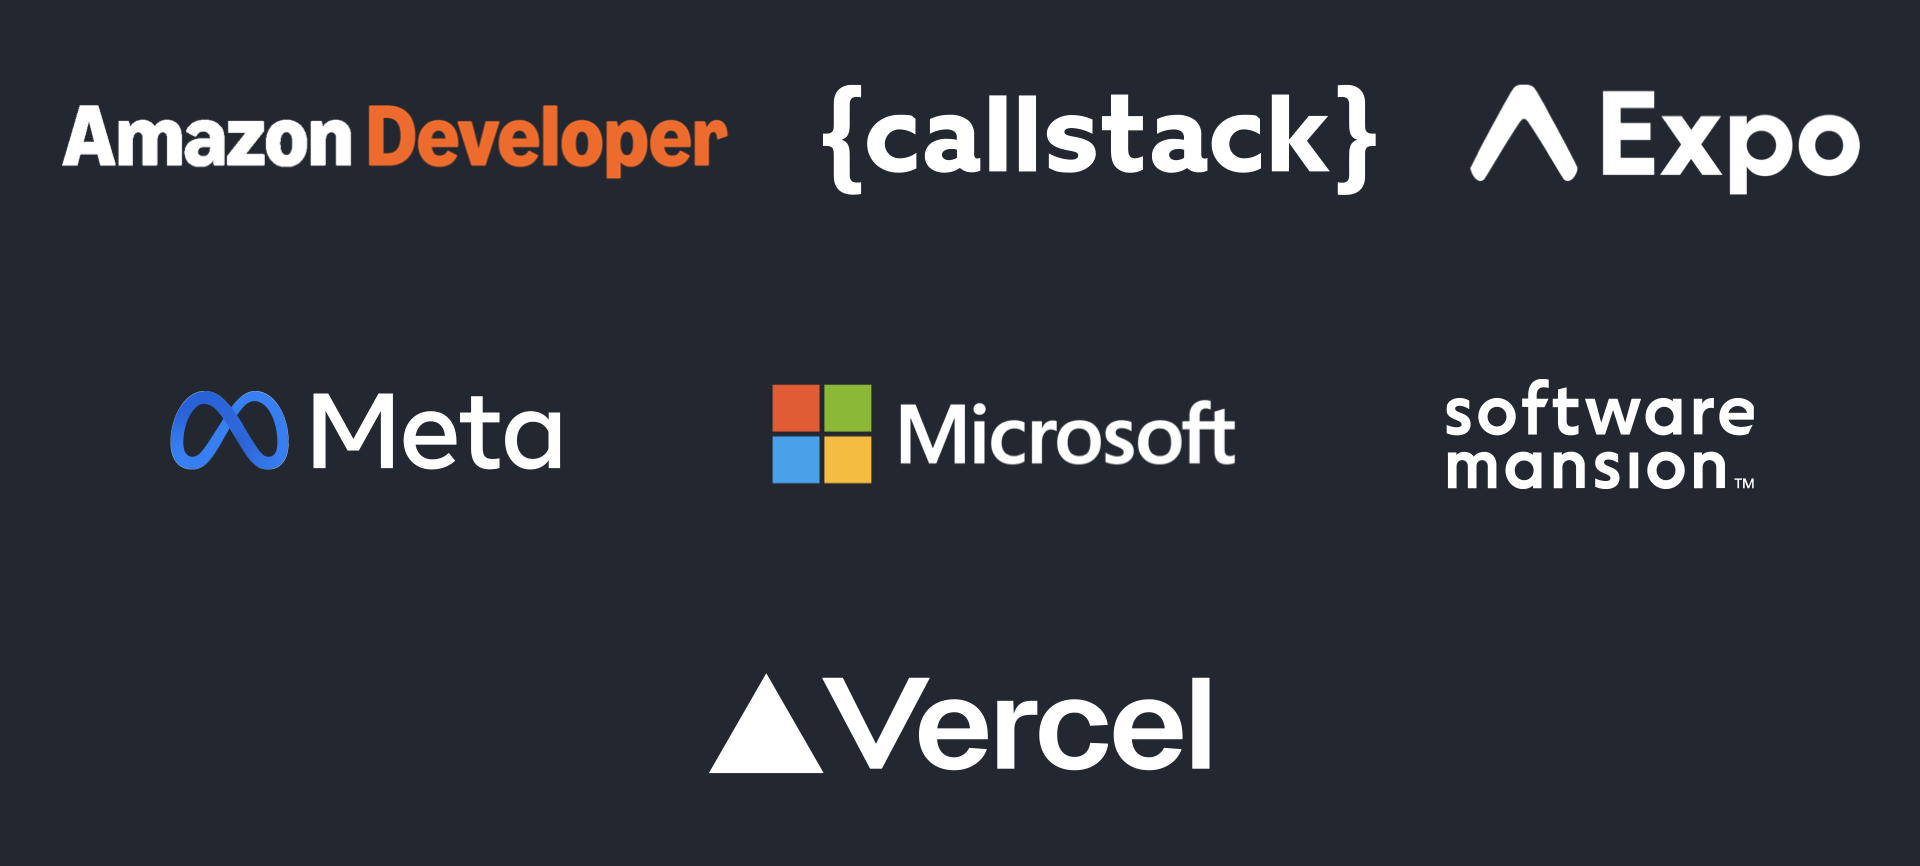 Amazon Developer
{callstack}
Expo
Meta
Microsoft
software
mansion™
Vercel